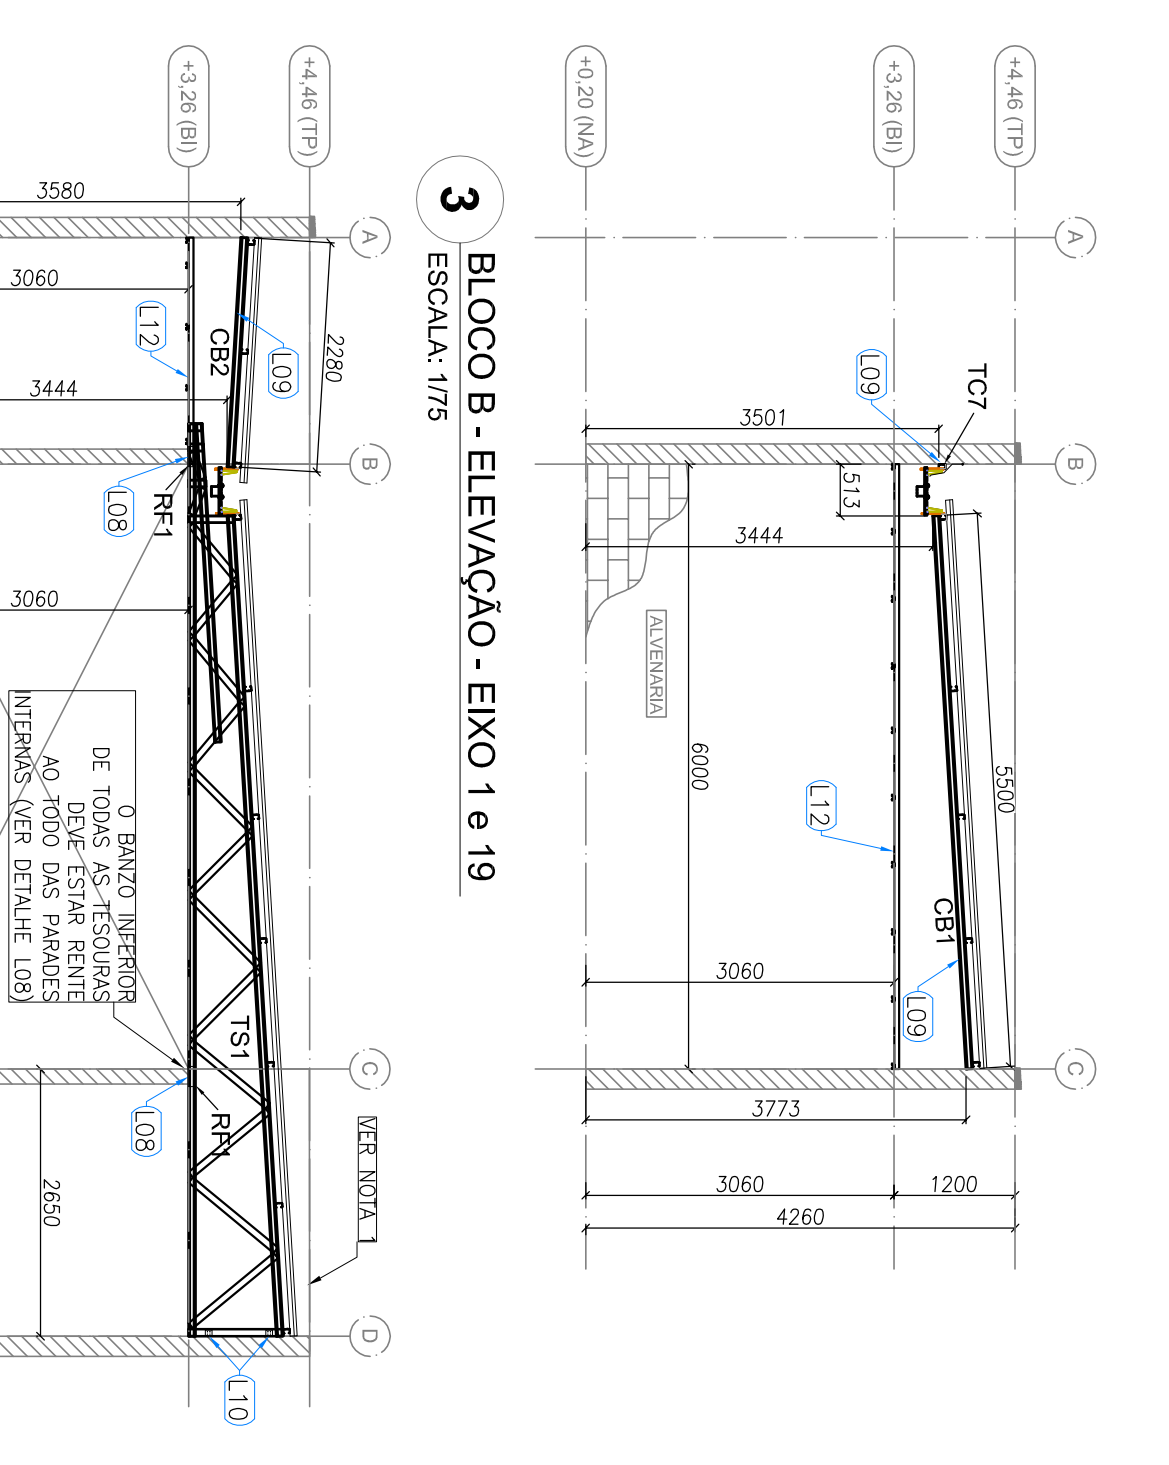 +4,46 (TP)
+3,26 (BI)
+0,20 (NA)
A
B
C
TC7
L09
3501
513
3444
5500
ALVENARIA
6000
L12
CB1
L09
3060
3773
3060
1200
4260
3
BLOCO B - ELEVAÇÃO - EIXO 1 e 19
ESCALA: 1/75
+4,46 (TP)
+3,26 (BI)
A
B
C
D
3580
3060
2280
L09
CB2
L12
3444
L08
RF1
3060
O BANZO INFERIOR
DE TODAS AS TESOURAS
DEVE ESTAR RENTE
AO TODO DAS PARADES
INTERNAS (VER DETALHE L08)
TS1
L08
RF1
VER NOTA 1
2650
L10